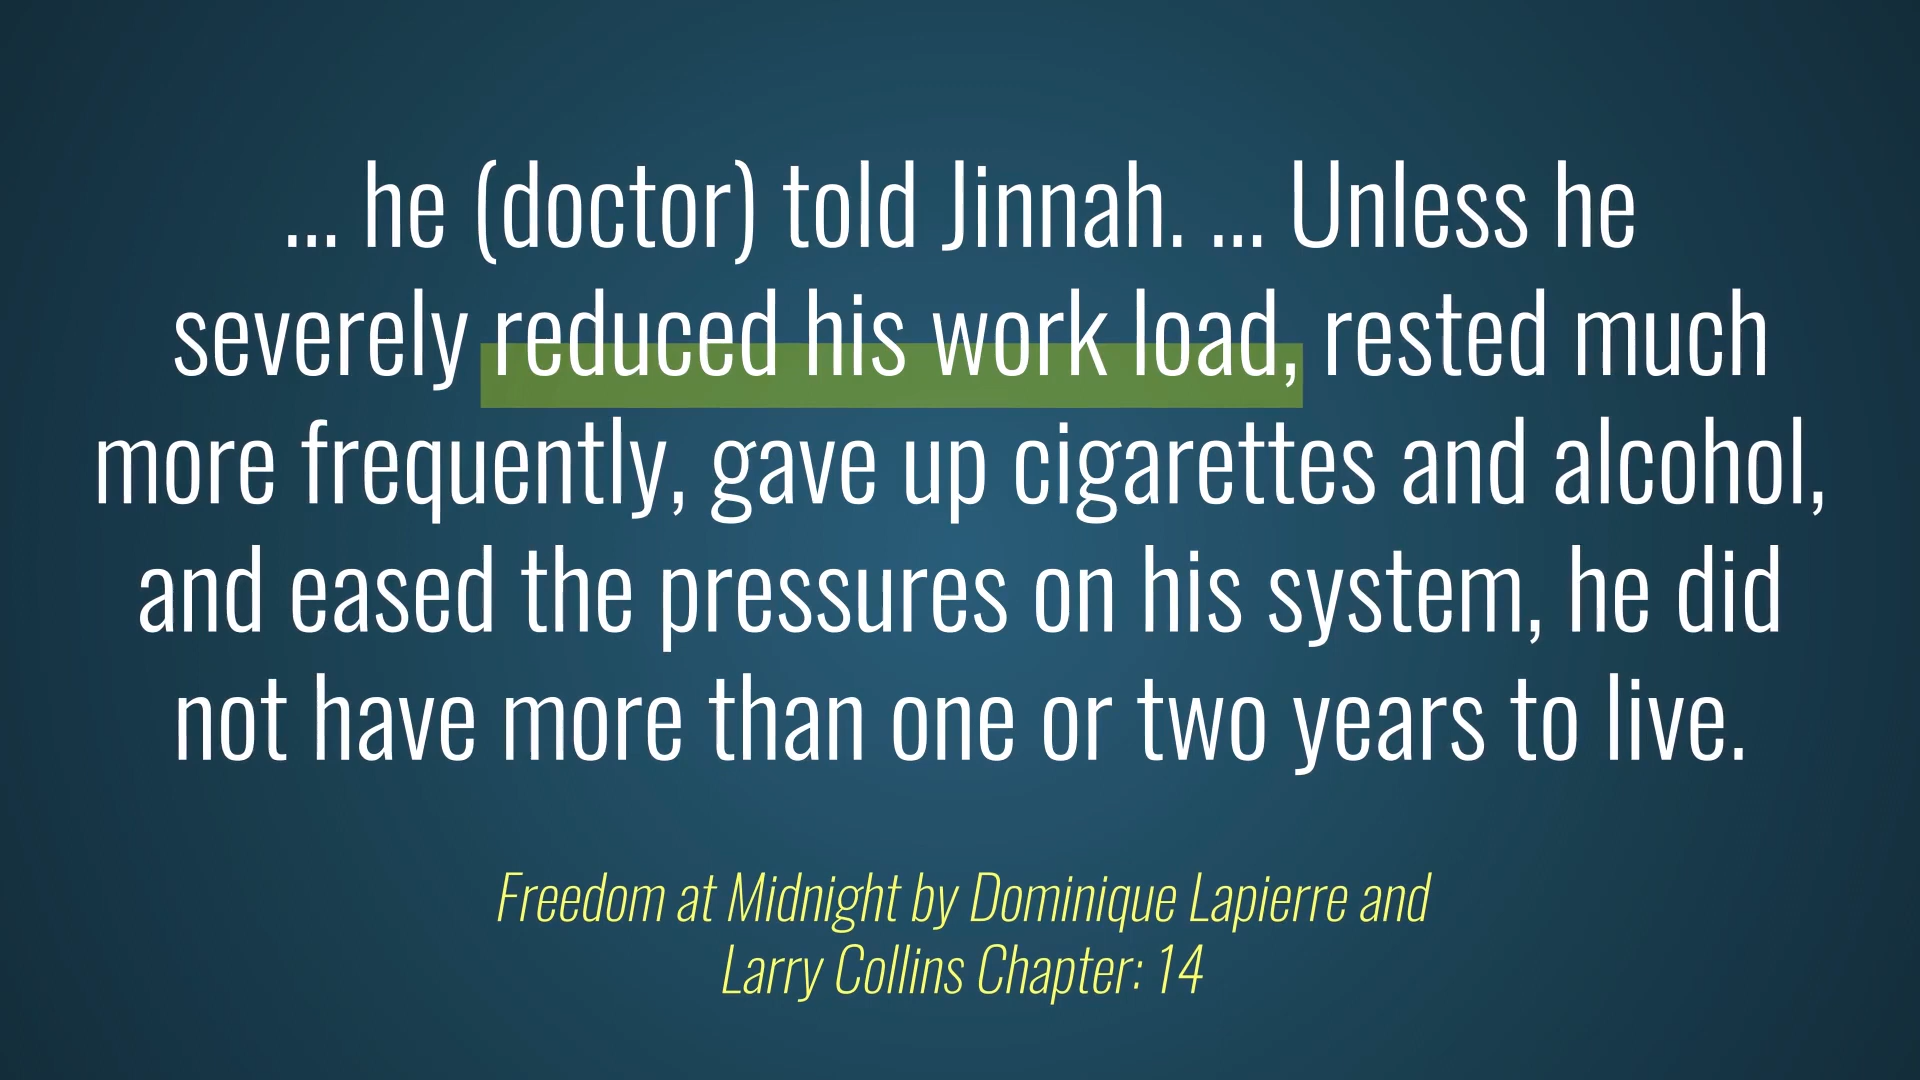 ... he (doctor) told Jinnah. ... Unless he
severely reduced his work load, rested much
more frequently, gave up cigarettes and alcohol,
and eased the pressures on his system, he did
not have more than one or two years to live.
Freedom at Midnight by Dominique Lapierre and
Larry Collins Chapter: 14